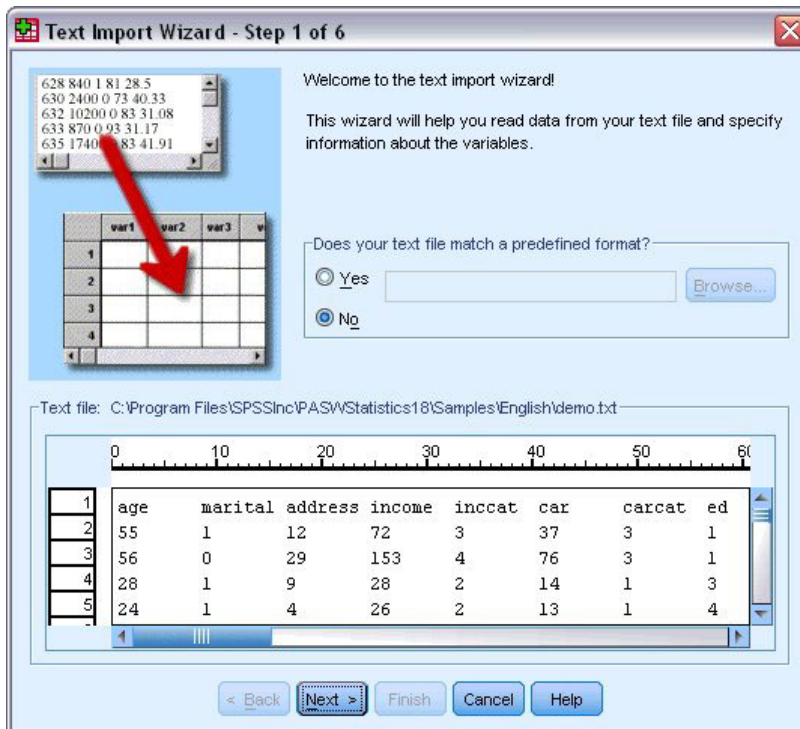 Text Import Wizard - Step 1 of 6
628 840 1 81 28.5
630 2400 0 73 40.33
632 10200 0 83 31.08
633 870 0 93 31.17
635 1740 83 41.91
var1 var2 var3 v
1
2
3
4
Welcome to the text import wizard!
This wizard will help you read data from your text file and specify
information about the variables.
Does your text file match a predefined format?
Yes
Browse...
No
Text file: C:\Program Files\SPSSInc\PASWStatistics18\Samples\English\demo.txt
0 10 20 30 40 50 60
1 age marital address income inccat car carcat ed
2 55 1 12 72 3 37 3 1
3 56 0 29 153 4 76 3 1
4 28 1 9 28 2 14 1 3
5 24 1 4 26 2 13 1 4
< Back Next > Finish Cancel Help